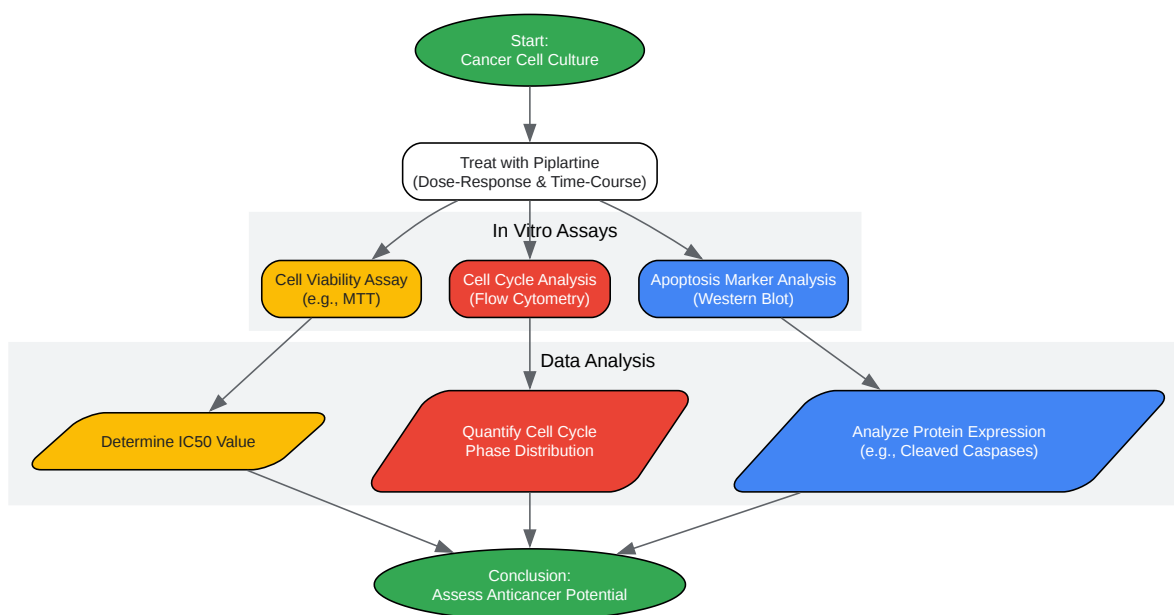 Start:
Cancer Cell Culture
Treat with Piplartine
(Dose-Response & Time-Course)
In Vitro Assays
Cell Viability Assay
(e.g., MTT)
Cell Cycle Analysis
(Flow Cytometry)
Apoptosis Marker Analysis
(Western Blot)
Data Analysis
Determine IC50 Value
Quantify Cell Cycle
Phase Distribution
Analyze Protein Expression
(e.g., Cleaved Caspases)
Conclusion:
Assess Anticancer Potential